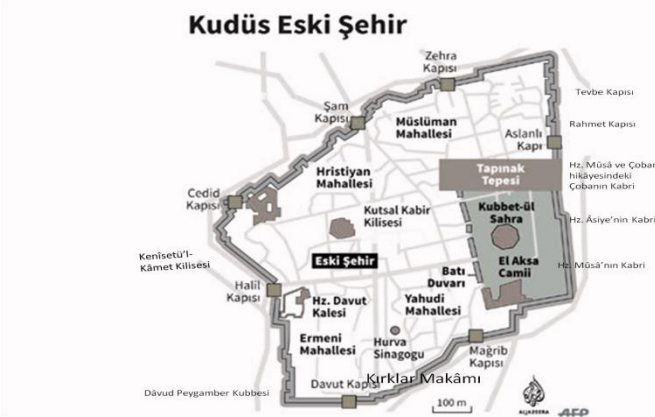 Kudüs Eski Şehir
Zehra
Kapısı
Tevbe Kapısı
Şam
Kapısı
Müslüman
Mahallesi
Rahmet Kapısı
Aslanlı
Kapı
Hristiyan
Mahallesi
Tapınak
Tepesi
Hz. Mûsâ ve Çoban
hikâyesindeki
Çobanın Kabri
Cedid
Kapısı
Kutsal Kabir
Kilisesi
Kubbet-ül
Sahra
Hz. Âsiye'nin Kabri
Kenîsetü'l-
Kâmet Kilisesi
Eski Şehir
Batı
Duvarı
El Aksa
Camii
Hz. Mûsâ'nın Kabri
Halil
Kapısı
Hz. Davut
Kalesi
Yahudi
Mahallesi
Ermeni
Mahallesi
Hurva
Sinagogu
Mağrib
Kapısı
Davut Kapısı
Kırklar Makâmı
Dâvud Peygamber Kubbesi
100 m
ALJAZEERA
AFP